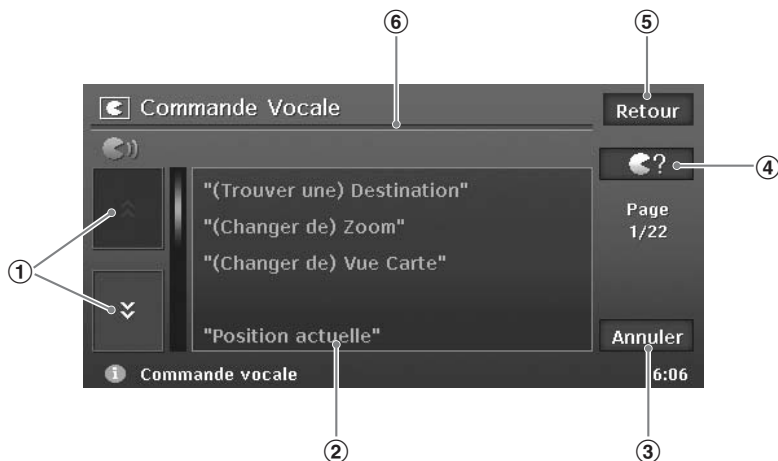 ⑥
⑤
Commande Vocale
Retour
?
④
"(Trouver une) Destination"
"(Changer de) Zoom"
"(Changer de) Vue Carte"
Page
1/22
①
"Position actuelle"
Annuler
i Commande vocale
6:06
②
③